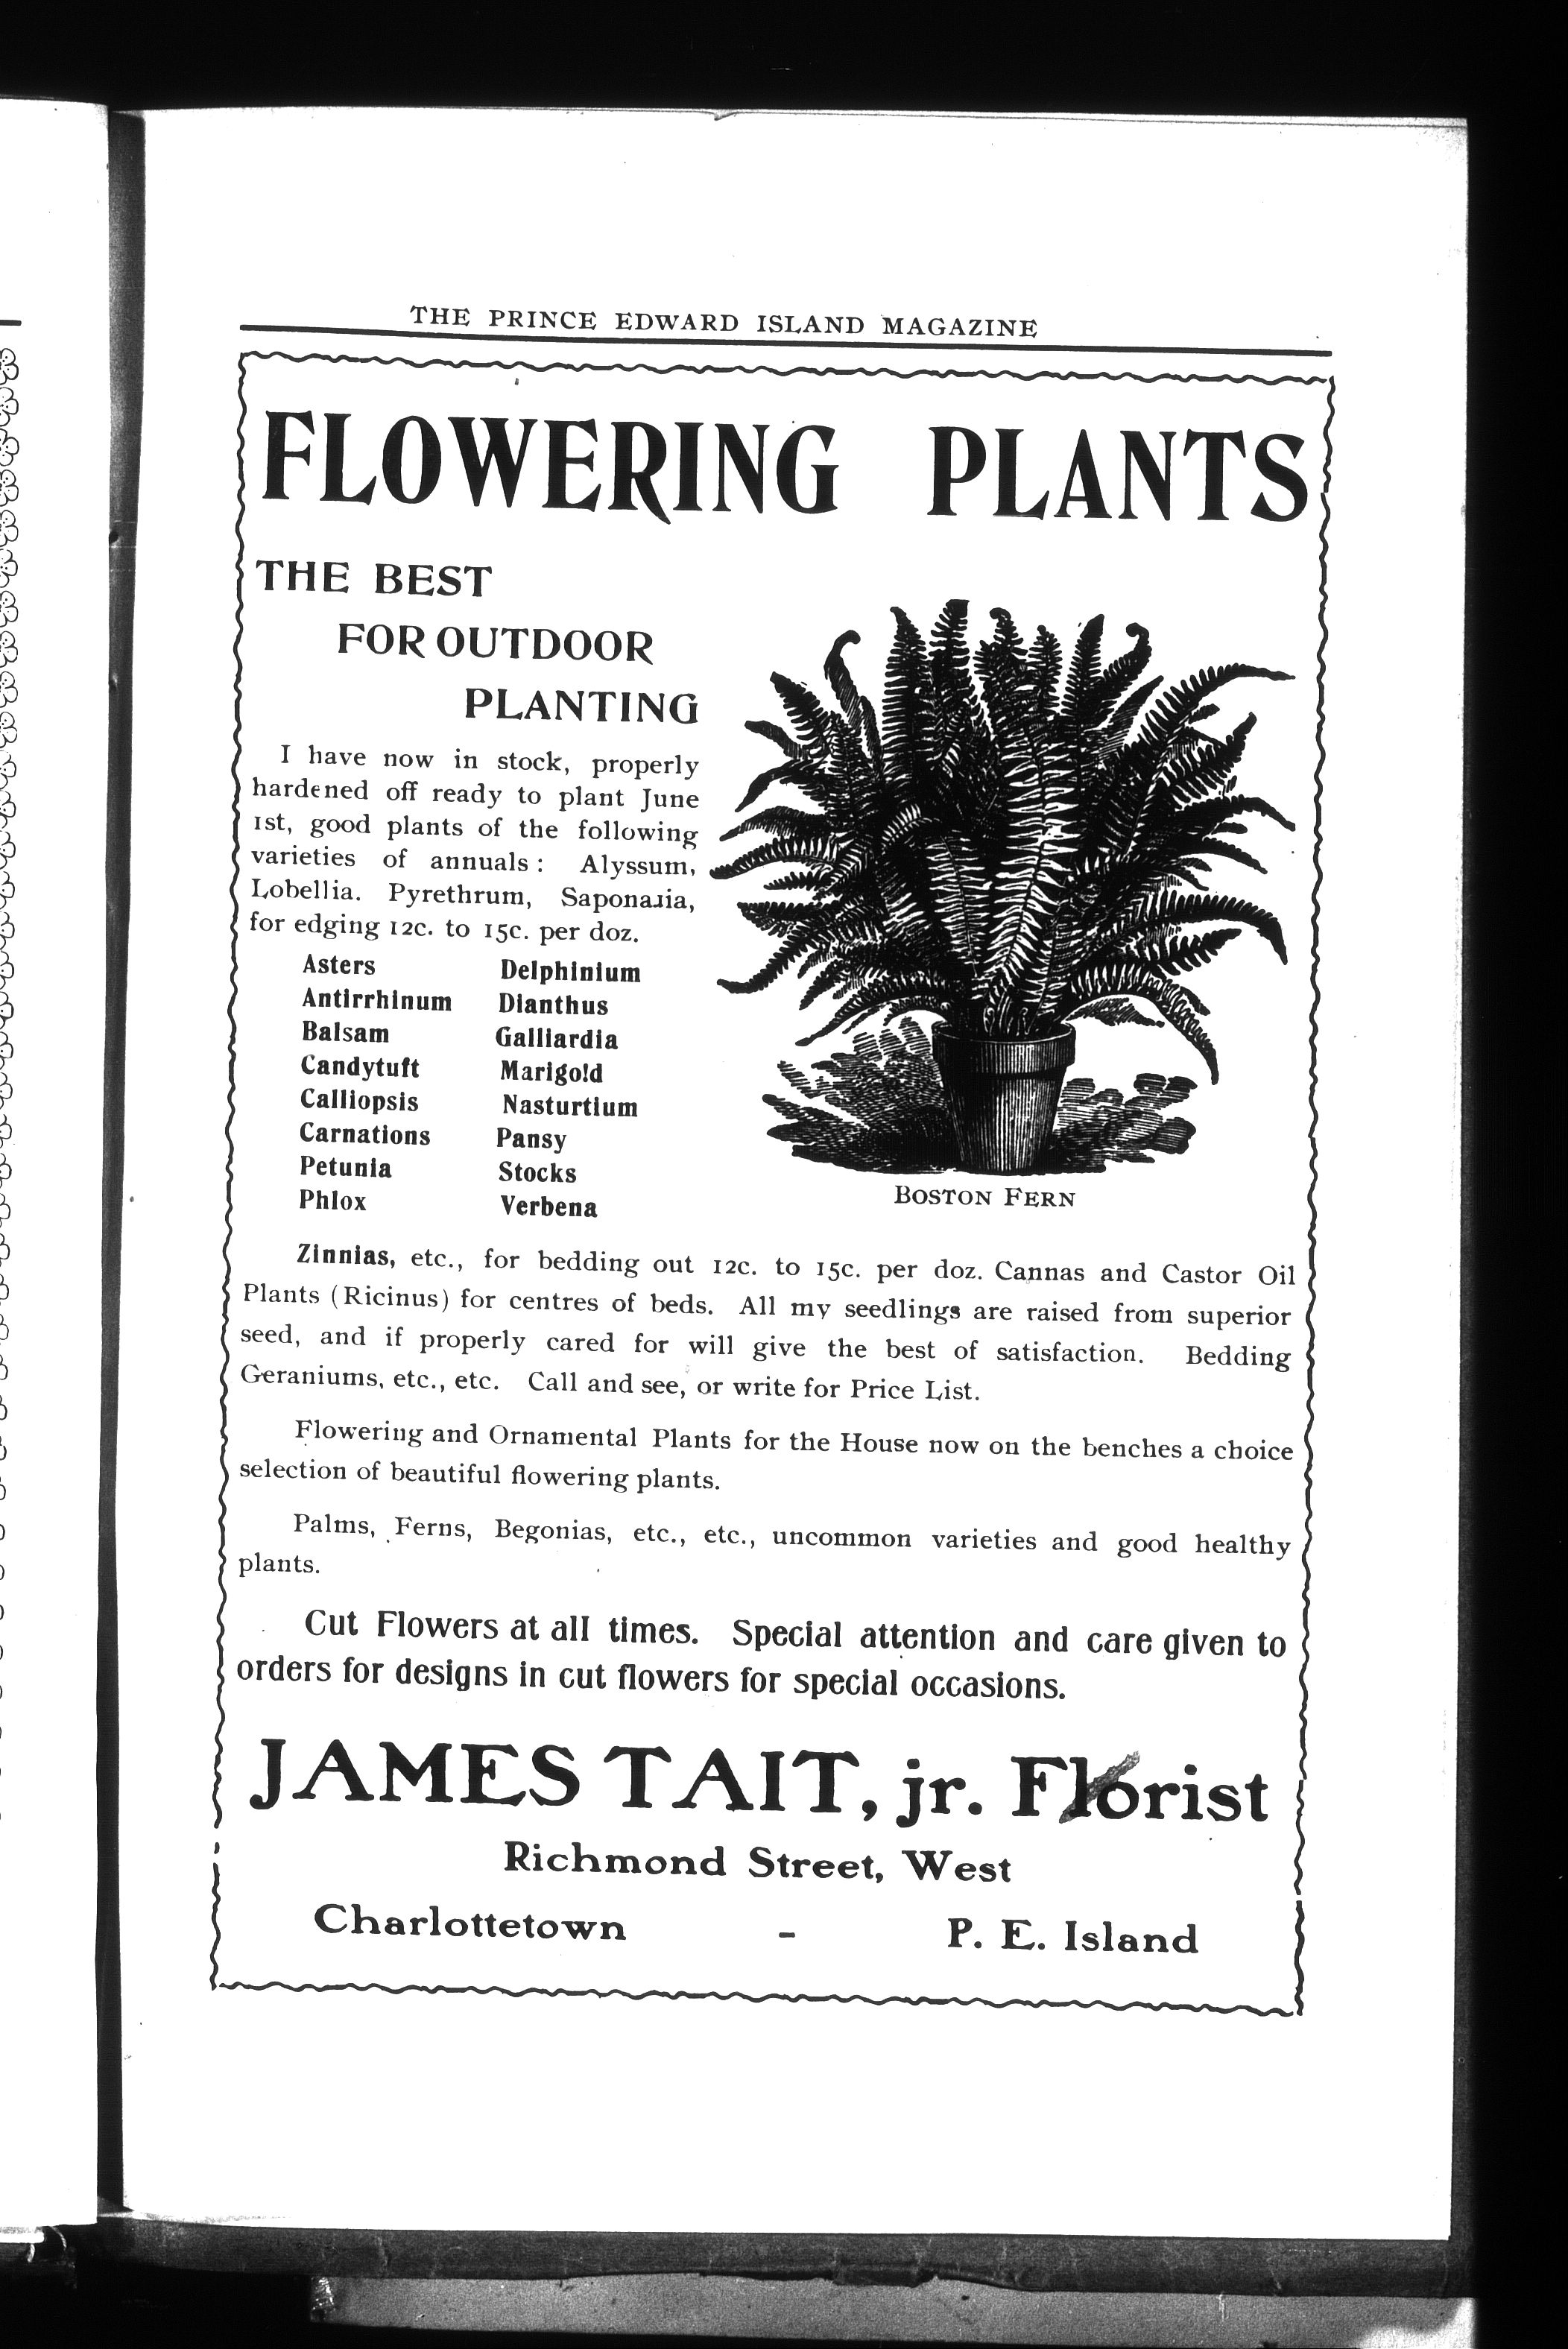 THE PRINCE EDWARD ISLAND MAGAZINE
FLOWERING PLANTS
THE BEST
FOR OUTDOOR
PLANTING
I have now in stock, properly
hardened off ready to plant June
1st, good plants of the following
varieties of annuals: Alyssum,
Lobellia. Pyrethrum, Saponaria,
for edging 12c. to 15c. per doz.
Asters Delphinium
Antirrhinum Dianthus
Balsam Galliardia
Candytuft Marigold
Calliopsis Nasturtium
Carnations Pansy
Petunia Stocks
Phlox Verbena
BOSTON FERN
Zinnias, etc., for bedding out 12c. to 15c. per doz. Cannas and Castor Oil
Plants (Ricinus) for centres of beds. All my seedlings are raised from superior
seed, and if properly cared for will give the best of satisfaction. Bedding
Geraniums, etc., etc. Call and see, or write for Price List.
Flowering and Ornamental Plants for the House now on the benches a choice
selection of beautiful flowering plants.
Palms, Ferns, Begonias, etc., etc., uncommon varieties and good healthy
plants.
Cut Flowers at all times. Special attention and care given to
orders for designs in cut flowers for special occasions.
JAMES TAIT, jr. Florist
Richmond Street, West
Charlottetown - P. E. Island